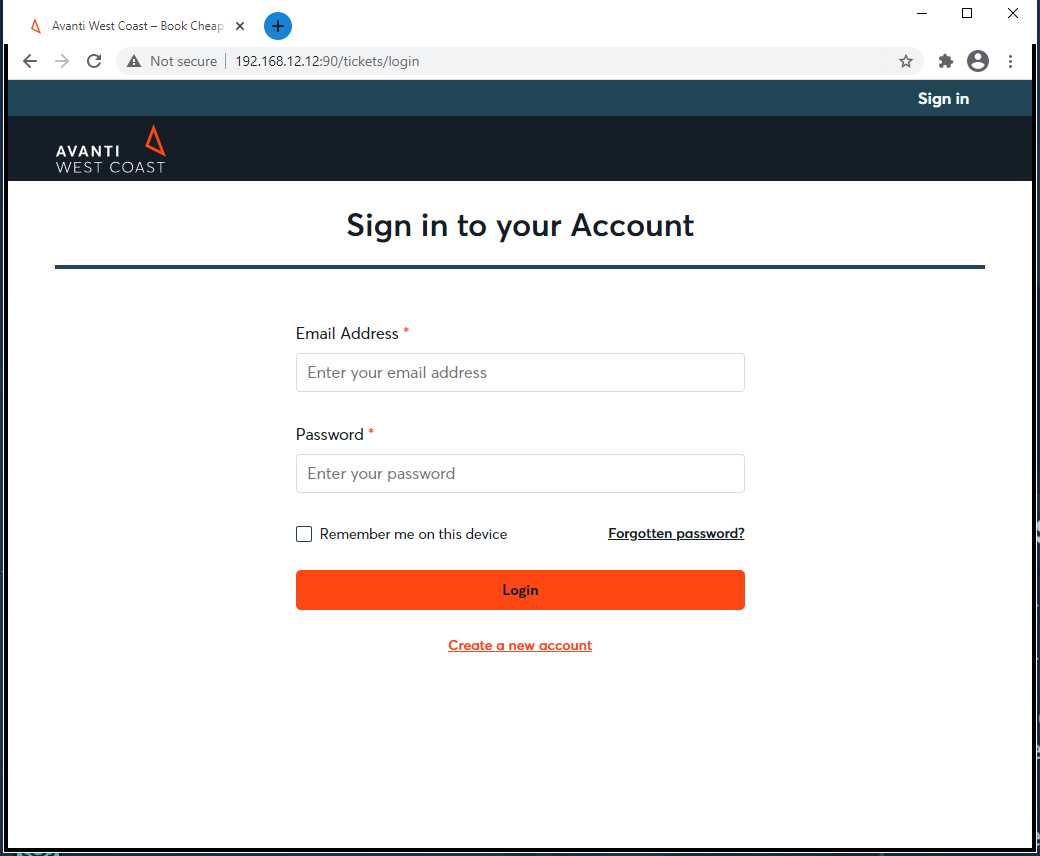 Avanti West Coast – Book Cheap
Not secure 192.168.12.12:90/tickets/login
Sign in
AVANTI
WEST COAST
Sign in to your Account
Email Address *
Enter your email address
Password *
Enter your password
Remember me on this device Forgotten password?
Login
Create a new account